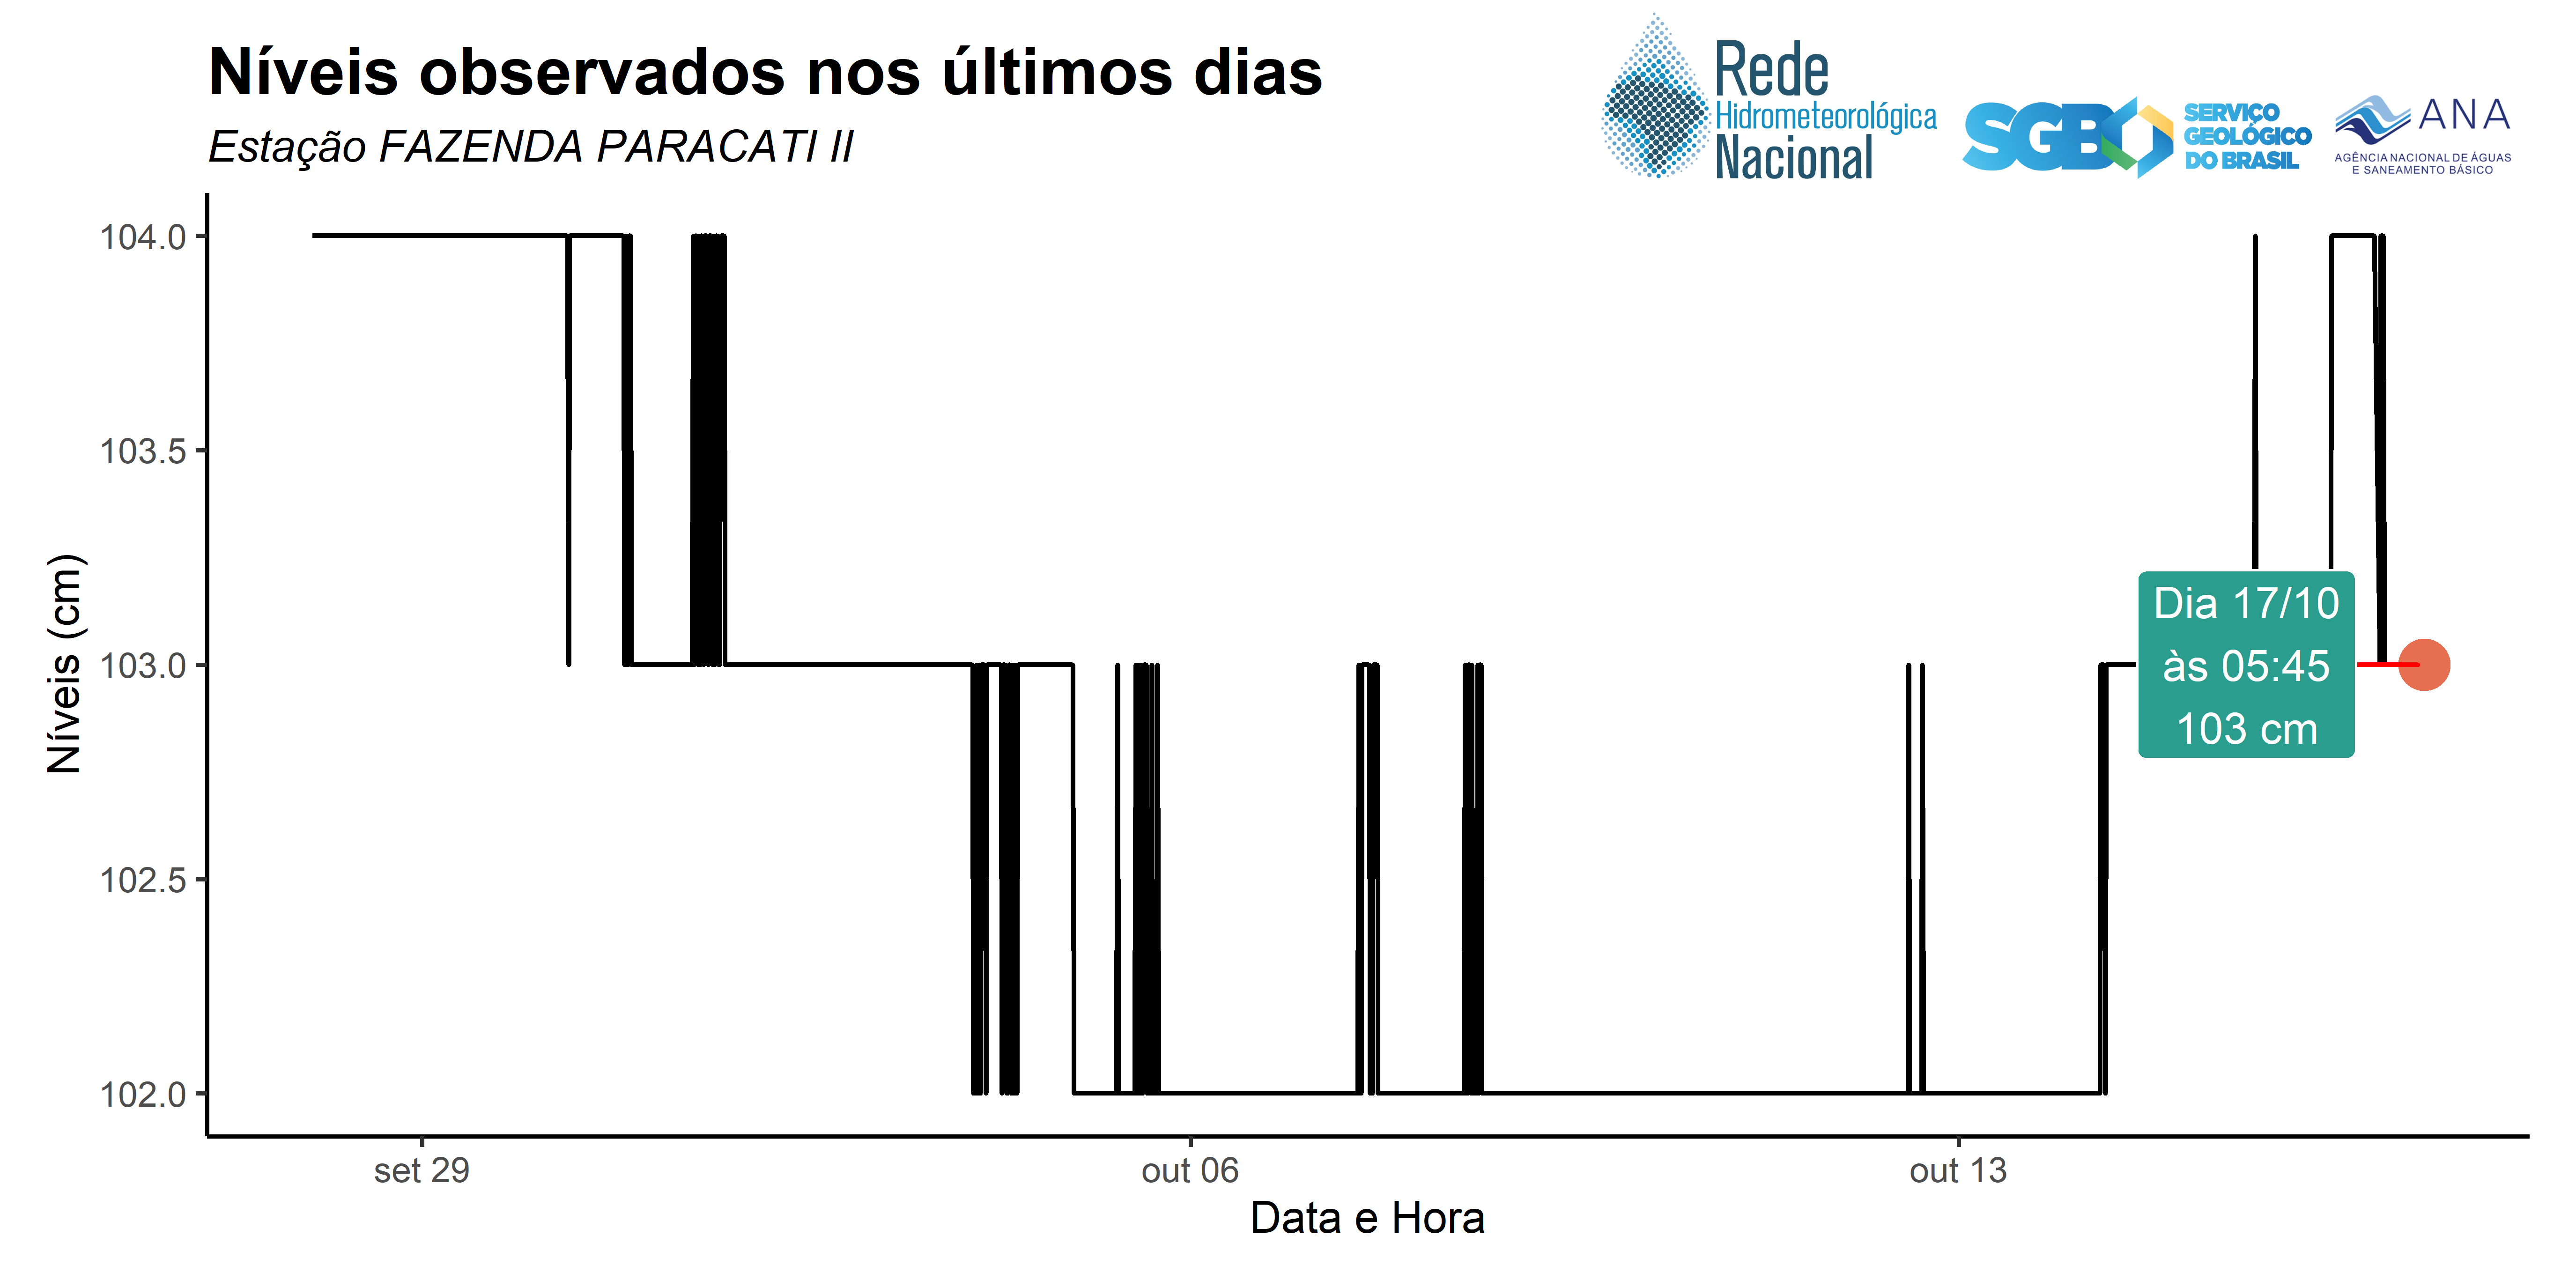 Níveis observados nos últimos dias
Estação FAZENDA PARACATI II
Rede
Hidrometeorológica
Nacional
SGB
SERVIÇO
GEOLÓGICO
DO BRASIL
ANA
AGÊNCIA NACIONAL DE ÁGUAS
E SANEAMENTO BÁSICO
Níveis (cm)
104.0
103.5
103.0
102.5
102.0
Dia 17/10
às 05:45
103 cm
set 29
out 06
out 13
Data e Hora